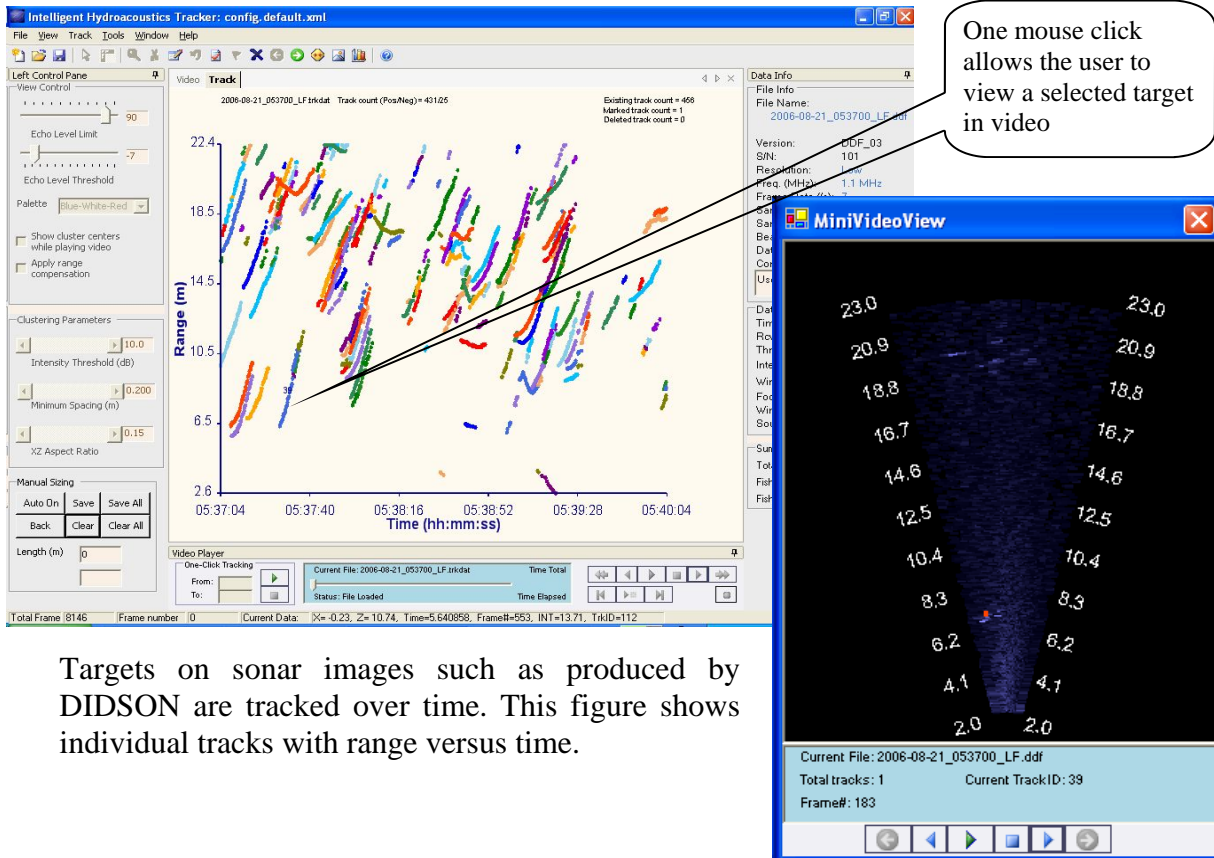 Intelligent Hydroacoustics Tracker: config.default.xml
File View Track Tools Window Help
Left Control Pane
View Control
90
Echo Level Limit
-7
Echo Level Threshold
Palette Blue-White-Red
Show cluster centers
while playing video
Apply range
compensation
Clustering Parameters
10.0
Intensity Threshold (dB)
0.200
Minimum Spacing (m)
0.15
XZ Aspect Ratio
Manual Sizing
Auto On Save Save All
Back Clear Clear All
Length (m) 0
Video Track
2006-08-21_053700_LF.trkdat Track count (Pos/Neg)= 431/25
Existing track count = 456
Marked track count = 1
Deleted track count = 0
22.4
18.5
14.5
10.5
6.5
2.6
Range (m)
39
05:37:04 05:37:40 05:38:16 05:38:52 05:39:28 05:40:04
Time (hh:mm:ss)
Video Player
One-Click Tracking
From:
To:
Current File: 2006-08-21_053700_LF.trkdat Time Total
Status: File Loaded Time Elapsed
Total Frame 8146 Frame number 0 Current Data: X= -0.23, Z= 10.74, Time=5.640858, Frame#=553, INT=13.71, TrkID=112
Data Info
File Info
File Name:
2006-08-21_053700_LF.ddf
Version: DDF_03
S/N: 101
Resolution: Low
Freq. (MHz): 1.1 MHz
One mouse click
allows the user to
view a selected target
in video
MiniVideoView
23.0 23.0
20.9 20.9
18.8 18.8
16.7 16.7
14.6 14.6
12.5 12.5
10.4 10.4
8.3 8.3
6.2 6.2
4.1 4.1
2.0 2.0
Current File: 2006-08-21_053700_LF.ddf
Total tracks: 1 Current TrackID: 39
Frame#: 183
Targets on sonar images such as produced by
DIDSON are tracked over time. This figure shows
individual tracks with range versus time.